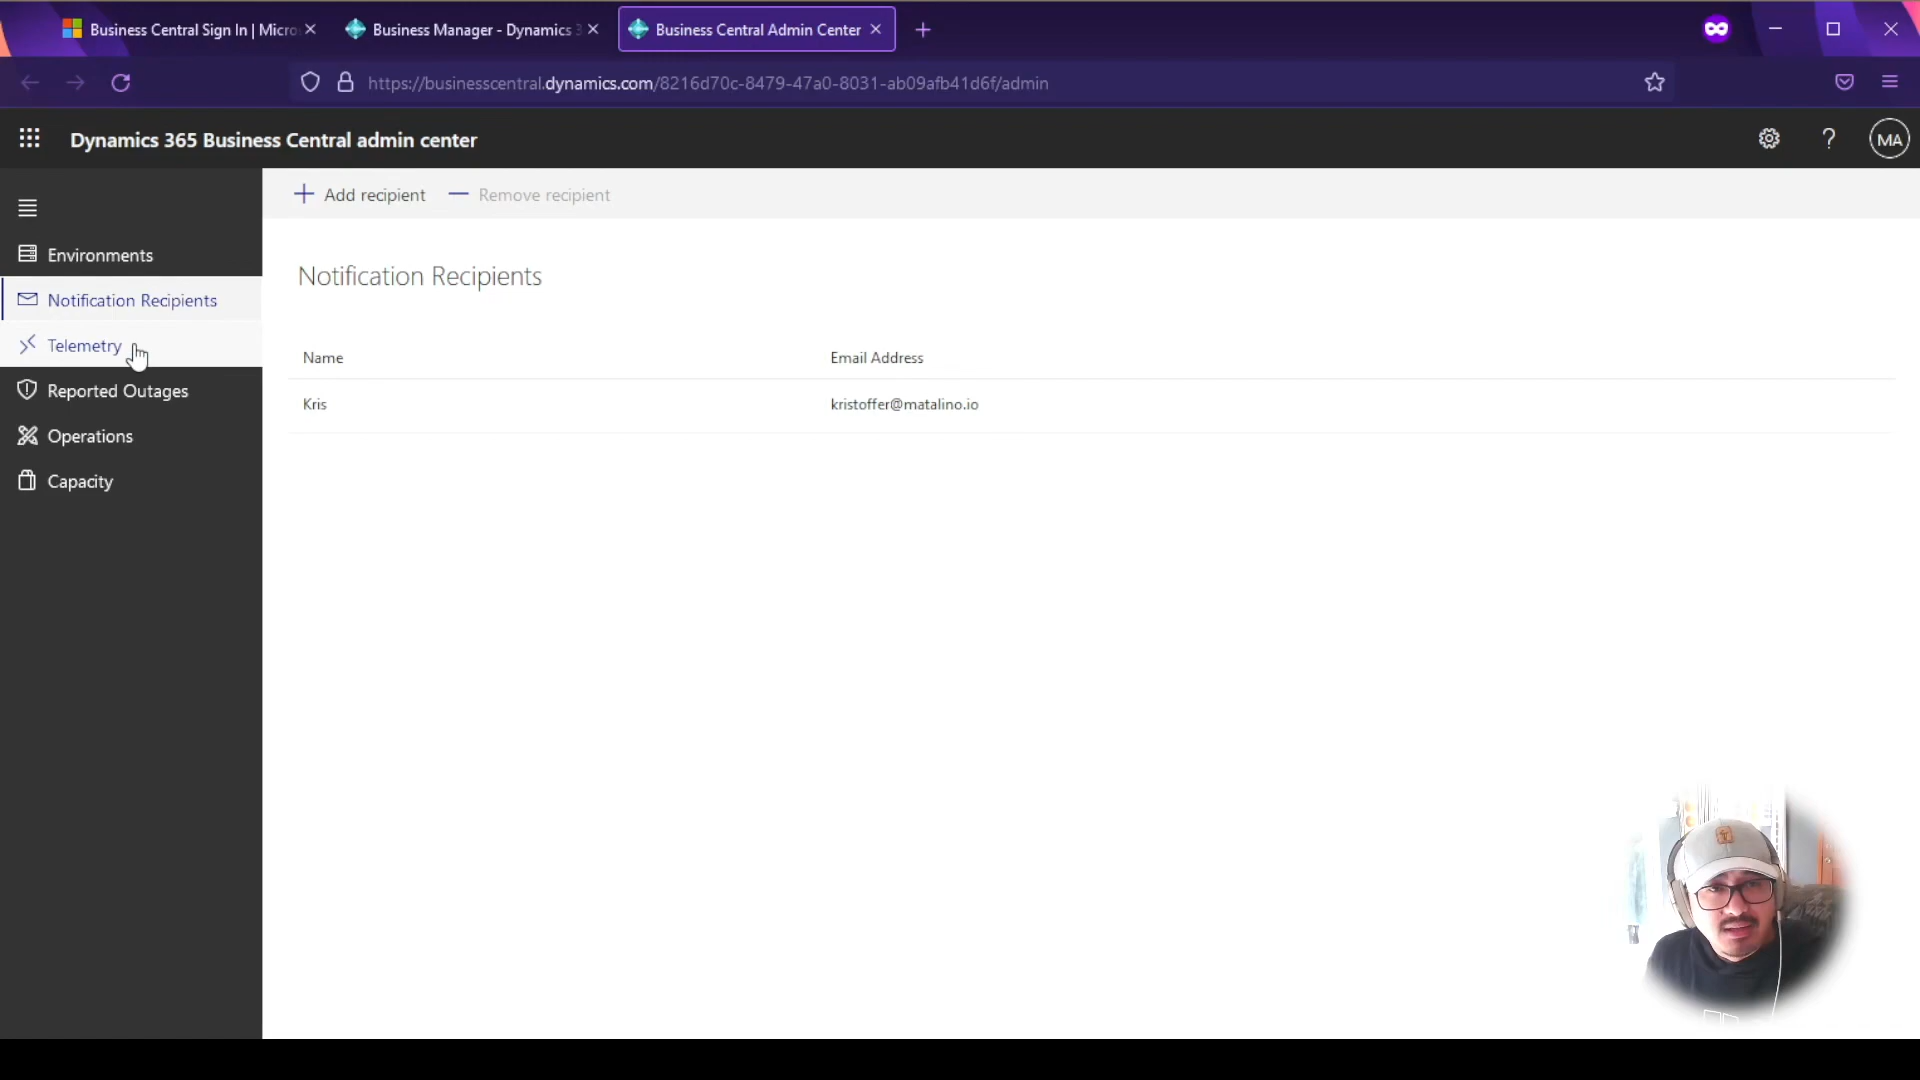 Business Central Sign In | Micro
Business Manager - Dynamics 3
Business Central Admin Center
https://businesscentral.dynamics.com/8216d70c-8479-47a0-8031-ab09afb41d6f/admin
Dynamics 365 Business Central admin center
?
MA
Add recipient
Remove recipient
Environments
Notification Recipients
Telemetry
Reported Outages
Operations
Capacity
Notification Recipients
Name Email Address
Kris kristoffer@matalino.io